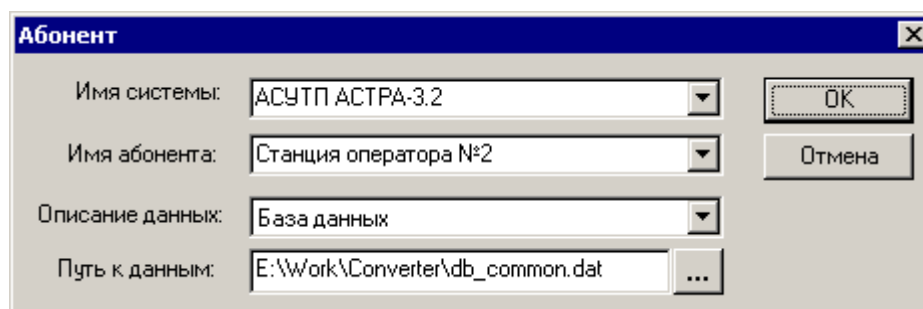 Абонент
Имя системы: АСУТП АСТРА-3.2 OK
Имя абонента: Станция оператора №2 Отмена
Описание данных: База данных
Путь к данным: E:\Work\Converter\db_common.dat ...